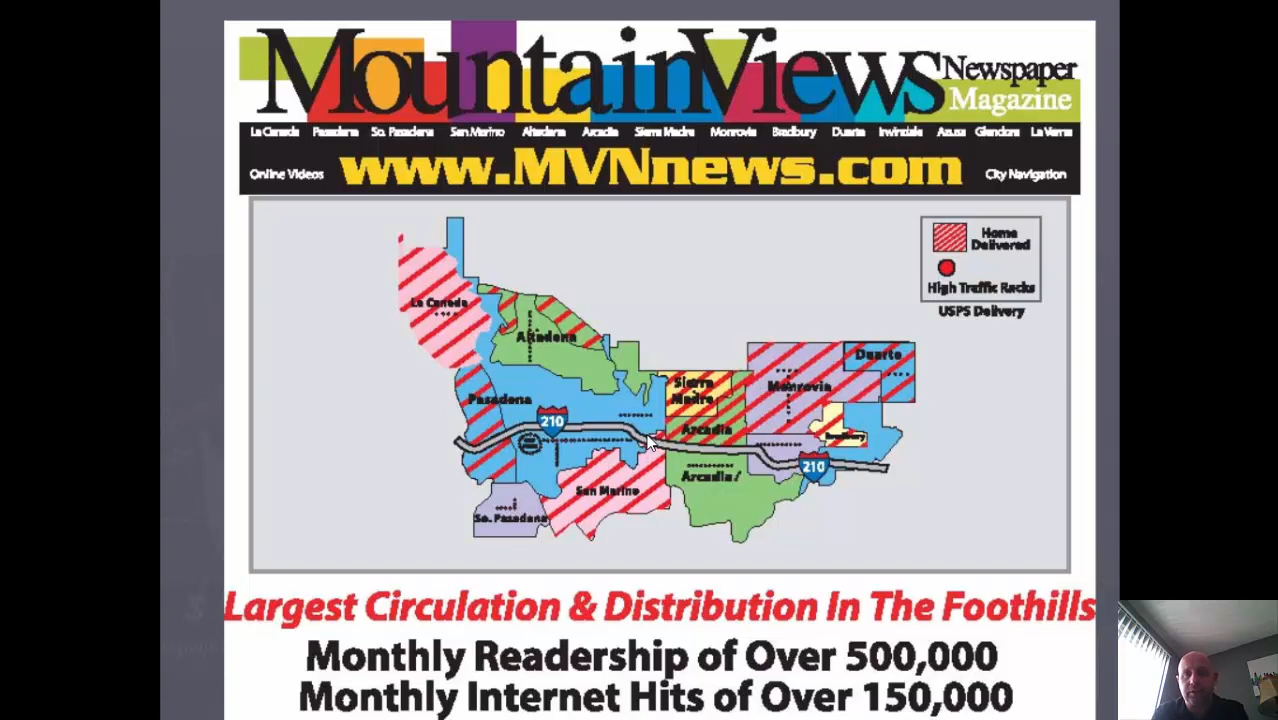 MountainViews Newspaper
Magazine
La Canada Pasadena So. Pasadena San Marino Altadena Arcadia Sierra Madre Monrovia Bradbury Duarte Irwindale Azusa Glendora La Verne
Online Videos www.MVNnews.com City Navigation
Home
Delivered
High Traffic Racks
USPS Delivery
La Canada
Altadena
Duarte
Sierra
Madre
Monrovia
Pasadena
210
Arcadia
Bradbury
210
Arcadia
San Marino
So. Pasadena
Largest Circulation & Distribution In The Foothills
Monthly Readership of Over 500,000
Monthly Internet Hits of Over 150,000